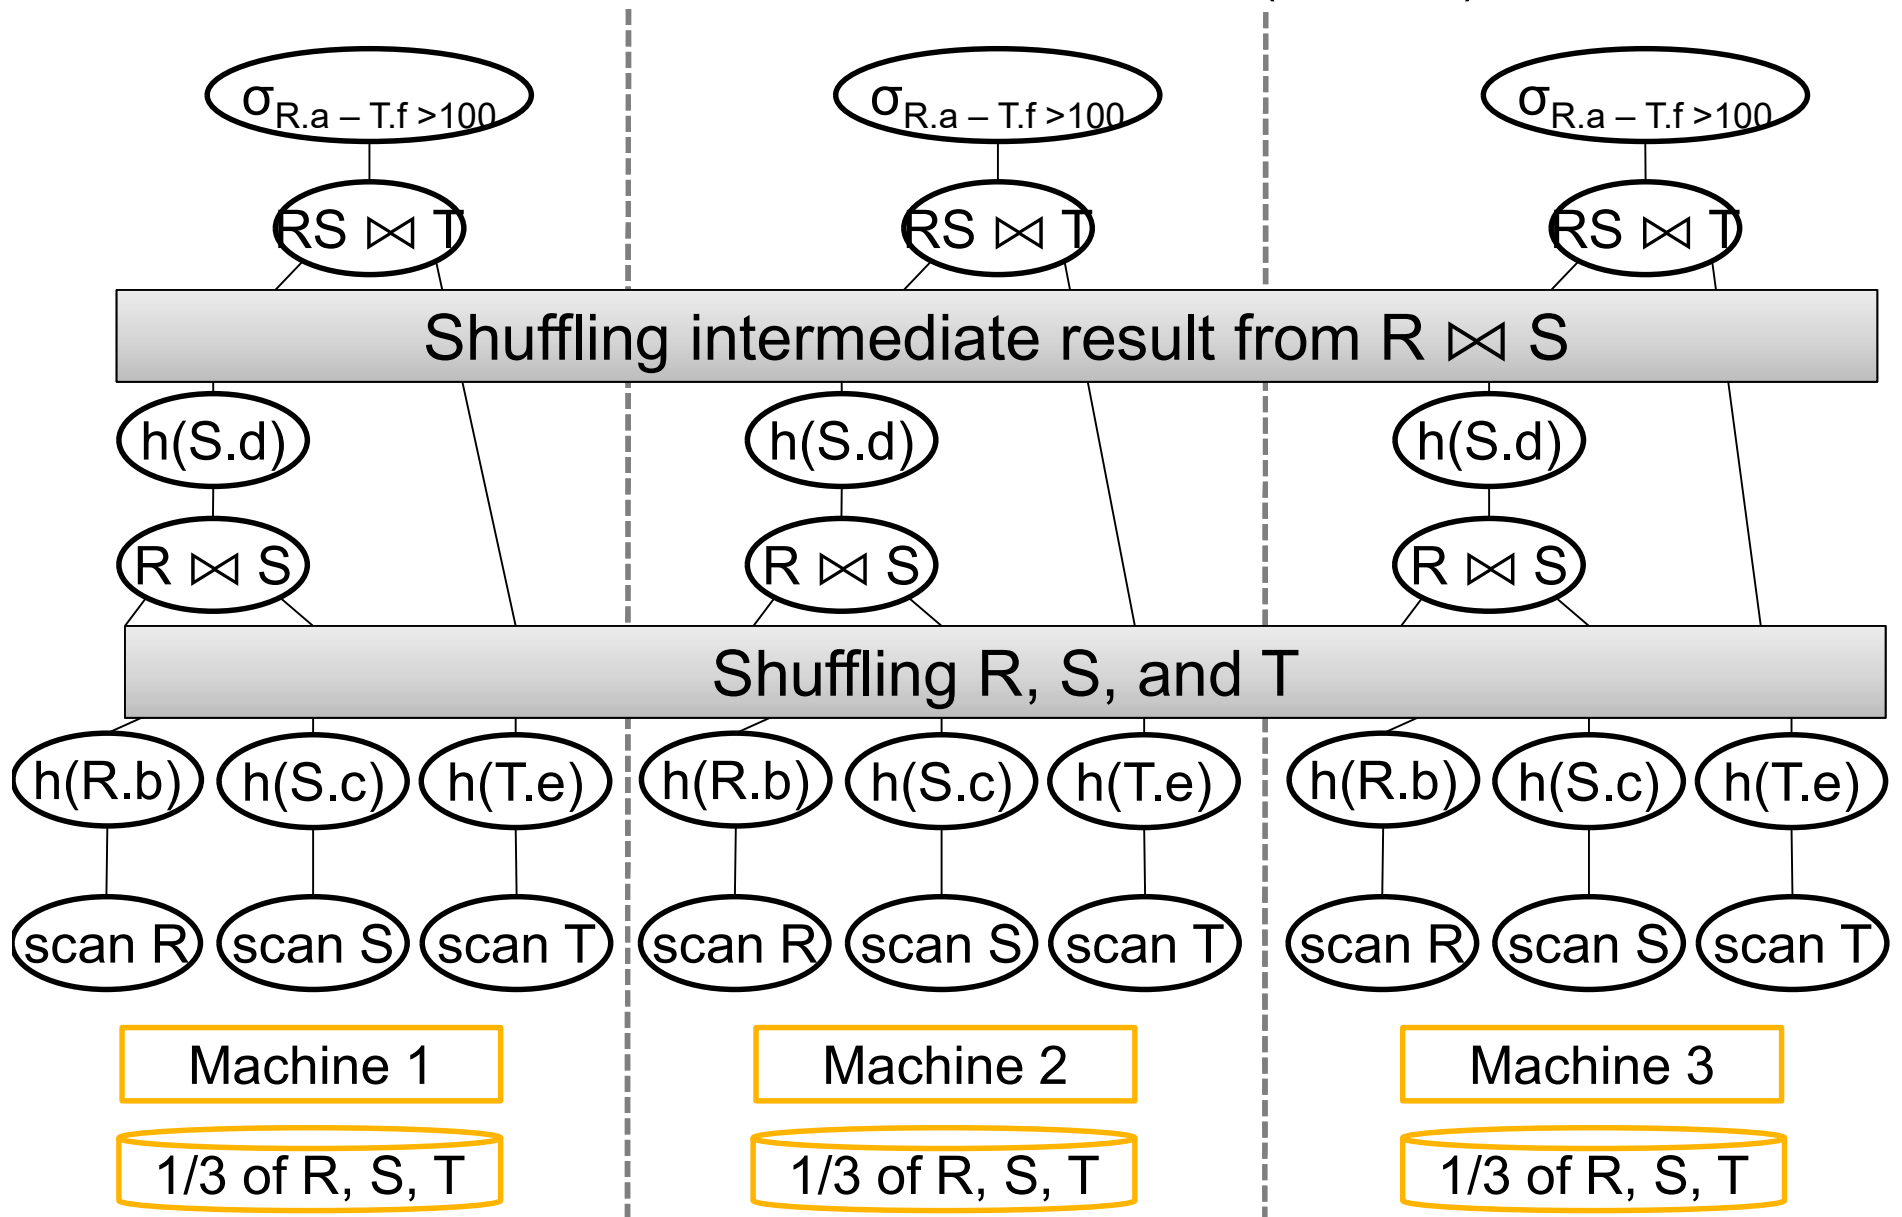 σR.a – T.f >100 σR.a – T.f >100 σR.a – T.f >100
RS ⋈ T RS ⋈ T RS ⋈ T
Shuffling intermediate result from R ⋈ S
h(S.d) h(S.d) h(S.d)
R ⋈ S R ⋈ S R ⋈ S
Shuffling R, S, and T
h(R.b) h(S.c) h(T.e) h(R.b) h(S.c) h(T.e) h(R.b) h(S.c) h(T.e)
scan R scan S scan T scan R scan S scan T scan R scan S scan T
Machine 1 Machine 2 Machine 3
1/3 of R, S, T 1/3 of R, S, T 1/3 of R, S, T